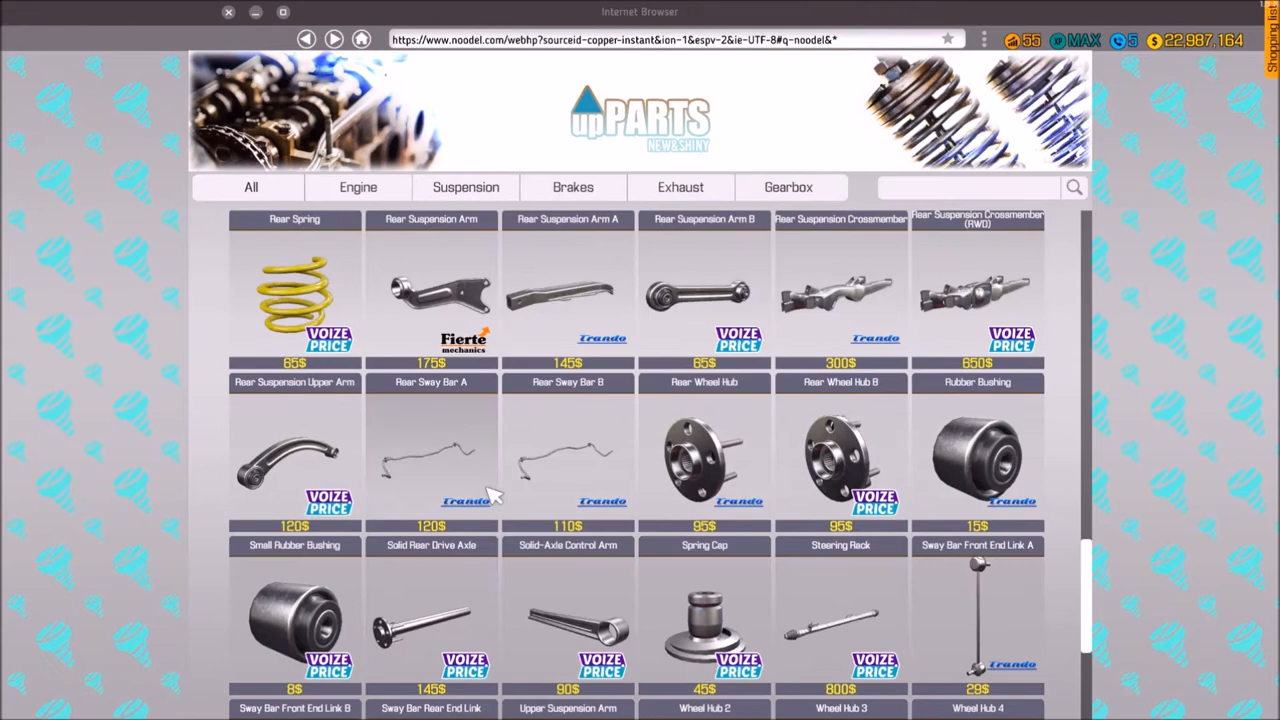 Internet Browser
Shopping list
https://www.noodel.com/webhp?sourceid-copper-instant&ion-1&espv-2&ie-UTF-8#q-noodel&*
55 XP MAX 5 $ 22,987,164
upPARTS
NEW&SHINY
All Engine Suspension Brakes Exhaust Gearbox
Rear Spring
Rear Suspension Arm
Rear Suspension Arm A
Rear Suspension Arm B
Rear Suspension Crossmember
Rear Suspension Crossmember
(RWD)
VOIZE
PRICE
Fierte
mechanics
Trando
VOIZE
PRICE
Trando
VOIZE
PRICE
65$ 175$ 145$ 65$ 300$ 650$
Rear Suspension Upper Arm
Rear Sway Bar A
Rear Sway Bar B
Rear Wheel Hub
Rear Wheel Hub B
Rubber Bushing
VOIZE
PRICE
Trando
Trando
Trando
VOIZE
PRICE
Trando
120$ 120$ 110$ 95$ 95$ 15$
Small Rubber Bushing
Solid Rear Drive Axle
Solid-Axle Control Arm
Spring Cap
Steering Rack
Sway Bar Front End Link A
VOIZE
PRICE
VOIZE
PRICE
VOIZE
PRICE
VOIZE
PRICE
VOIZE
PRICE
Trando
8$ 145$ 90$ 45$ 800$ 29$
Sway Bar Front End Link B
Sway Bar Rear End Link
Upper Suspension Arm
Wheel Hub 2
Wheel Hub 3
Wheel Hub 4